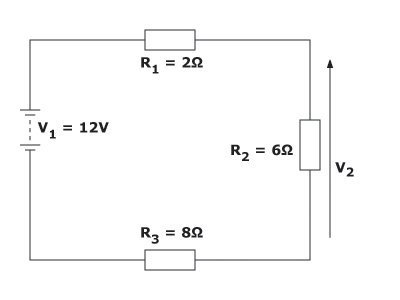 R1 = 2Ω
V1 = 12V
R2 = 6Ω
V2
R3 = 8Ω